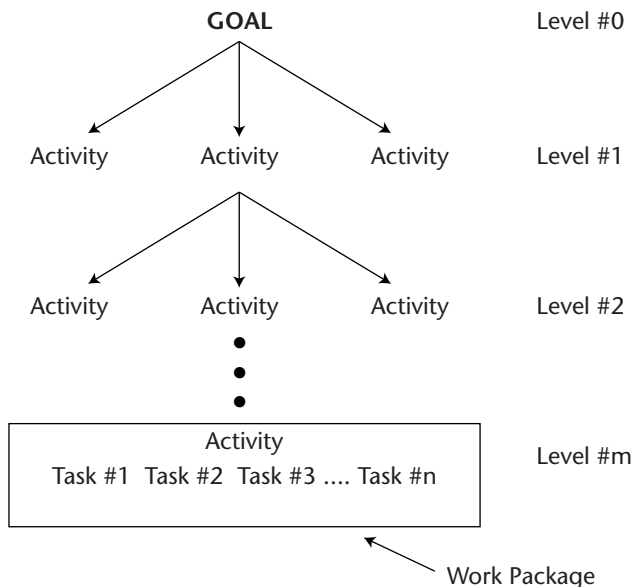 GOAL Level #0
Activity Activity Activity Level #1
Activity Activity Activity Level #2
Activity
Level #m
Task #1 Task #2 Task #3 .... Task #n
Work Package